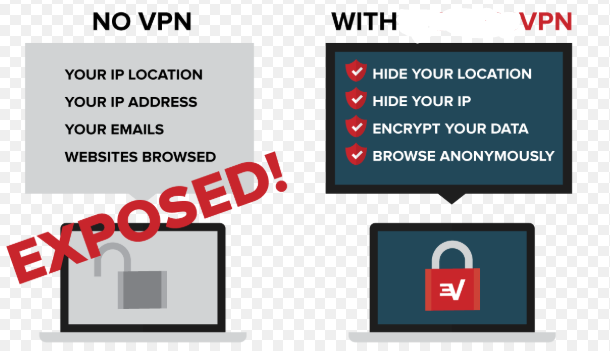 NO VPN
YOUR IP LOCATION
YOUR IP ADDRESS
YOUR EMAILS
WEBSITES BROWSED
EXPOSED!
WITH VPN
HIDE YOUR LOCATION
HIDE YOUR IP
ENCRYPT YOUR DATA
BROWSE ANONYMOUSLY